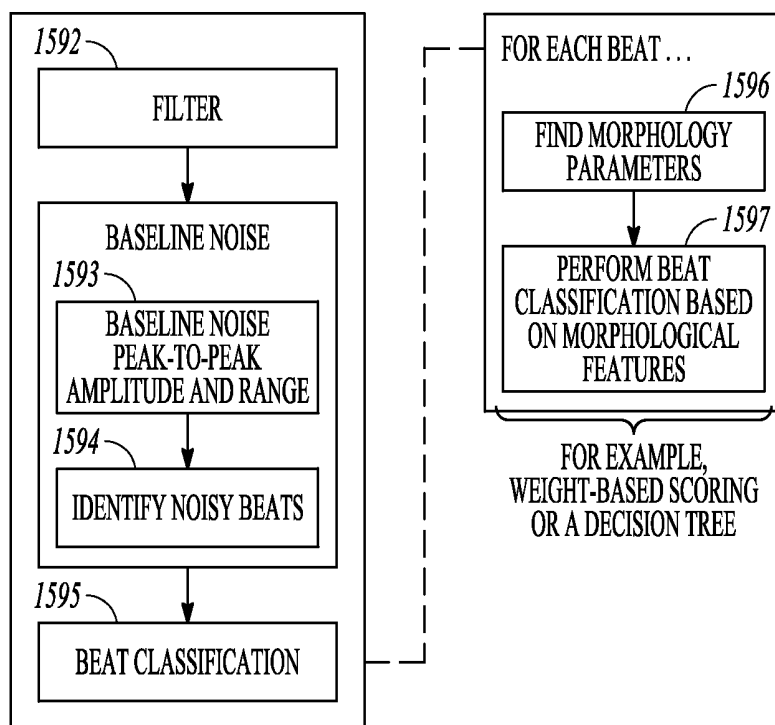 1592
FILTER
BASELINE NOISE
1593
BASELINE NOISE
PEAK-TO-PEAK
AMPLITUDE AND RANGE
1594
IDENTIFY NOISY BEATS
1595
BEAT CLASSIFICATION
FOR EACH BEAT . . .
1596
FIND MORPHOLOGY
PARAMETERS
1597
PERFORM BEAT
CLASSIFICATION BASED
ON MORPHOLOGICAL
FEATURES
FOR EXAMPLE,
WEIGHT-BASED SCORING
OR A DECISION TREE